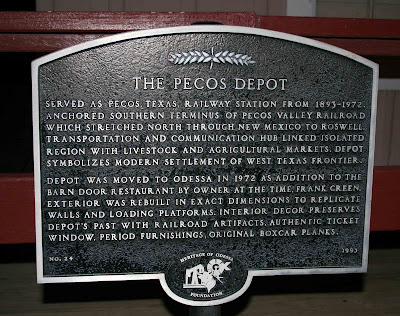 THE PECOS DEPOT
SERVED AS PECOS, TEXAS, RAILWAY STATION FROM 1893-1972.
ANCHORED SOUTHERN TERMINUS OF PECOS VALLEY RAILROAD
WHICH STRETCHED NORTH THROUGH NEW MEXICO TO ROSWELL.
TRANSPORTATION AND COMMUNICATION HUB LINKED ISOLATED
REGION WITH LIVESTOCK AND AGRICULTURAL MARKETS. DEPOT
SYMBOLIZES MODERN SETTLEMENT OF WEST TEXAS FRONTIER.
DEPOT WAS MOVED TO ODESSA IN 1972 AS ADDITION TO THE
BARN DOOR RESTAURANT BY OWNER AT THE TIME, FRANK GREEN.
EXTERIOR WAS REBUILT IN EXACT DIMENSIONS TO REPLICATE
WALLS AND LOADING PLATFORMS. INTERIOR DECOR PRESERVES
DEPOT'S PAST WITH RAILROAD ARTIFACTS, AUTHENTIC TICKET
WINDOW, PERIOD FURNISHINGS, ORIGINAL BOXCAR PLANKS.
NO. 24
1993
HERITAGE OF ODESSA
FOUNDATION